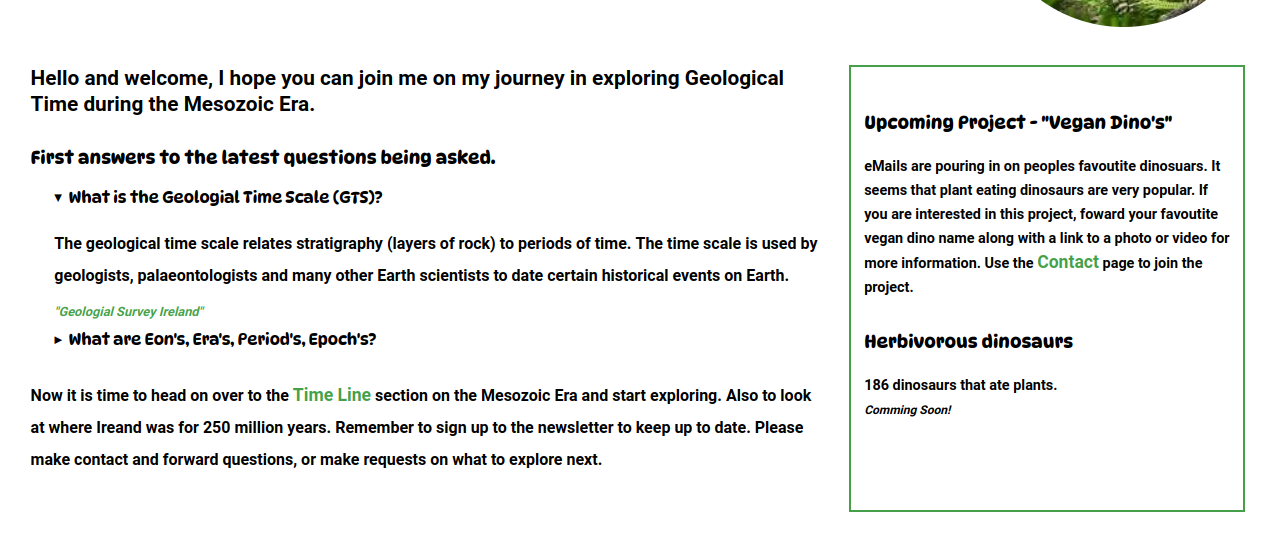 Hello and welcome, I hope you can join me on my journey in exploring Geological
Time during the Mesozoic Era.
First answers to the latest questions being asked.
▾ What is the Geologial Time Scale (GTS)?
The geological time scale relates stratigraphy (layers of rock) to periods of time. The time scale is used by
geologists, palaeontologists and many other Earth scientists to date certain historical events on Earth.
"Geologial Survey Ireland"
▸ What are Eon's, Era's, Period's, Epoch's?
Now it is time to head on over to the Time Line section on the Mesozoic Era and start exploring. Also to look
at where Ireand was for 250 million years. Remember to sign up to the newsletter to keep up to date. Please
make contact and forward questions, or make requests on what to explore next.
Upcoming Project - "Vegan Dino's"
eMails are pouring in on peoples favoutite dinosuars. It
seems that plant eating dinosaurs are very popular. If
you are interested in this project, foward your favoutite
vegan dino name along with a link to a photo or video for
more information. Use the Contact page to join the
project.
Herbivorous dinosaurs
186 dinosaurs that ate plants.
Comming Soon!